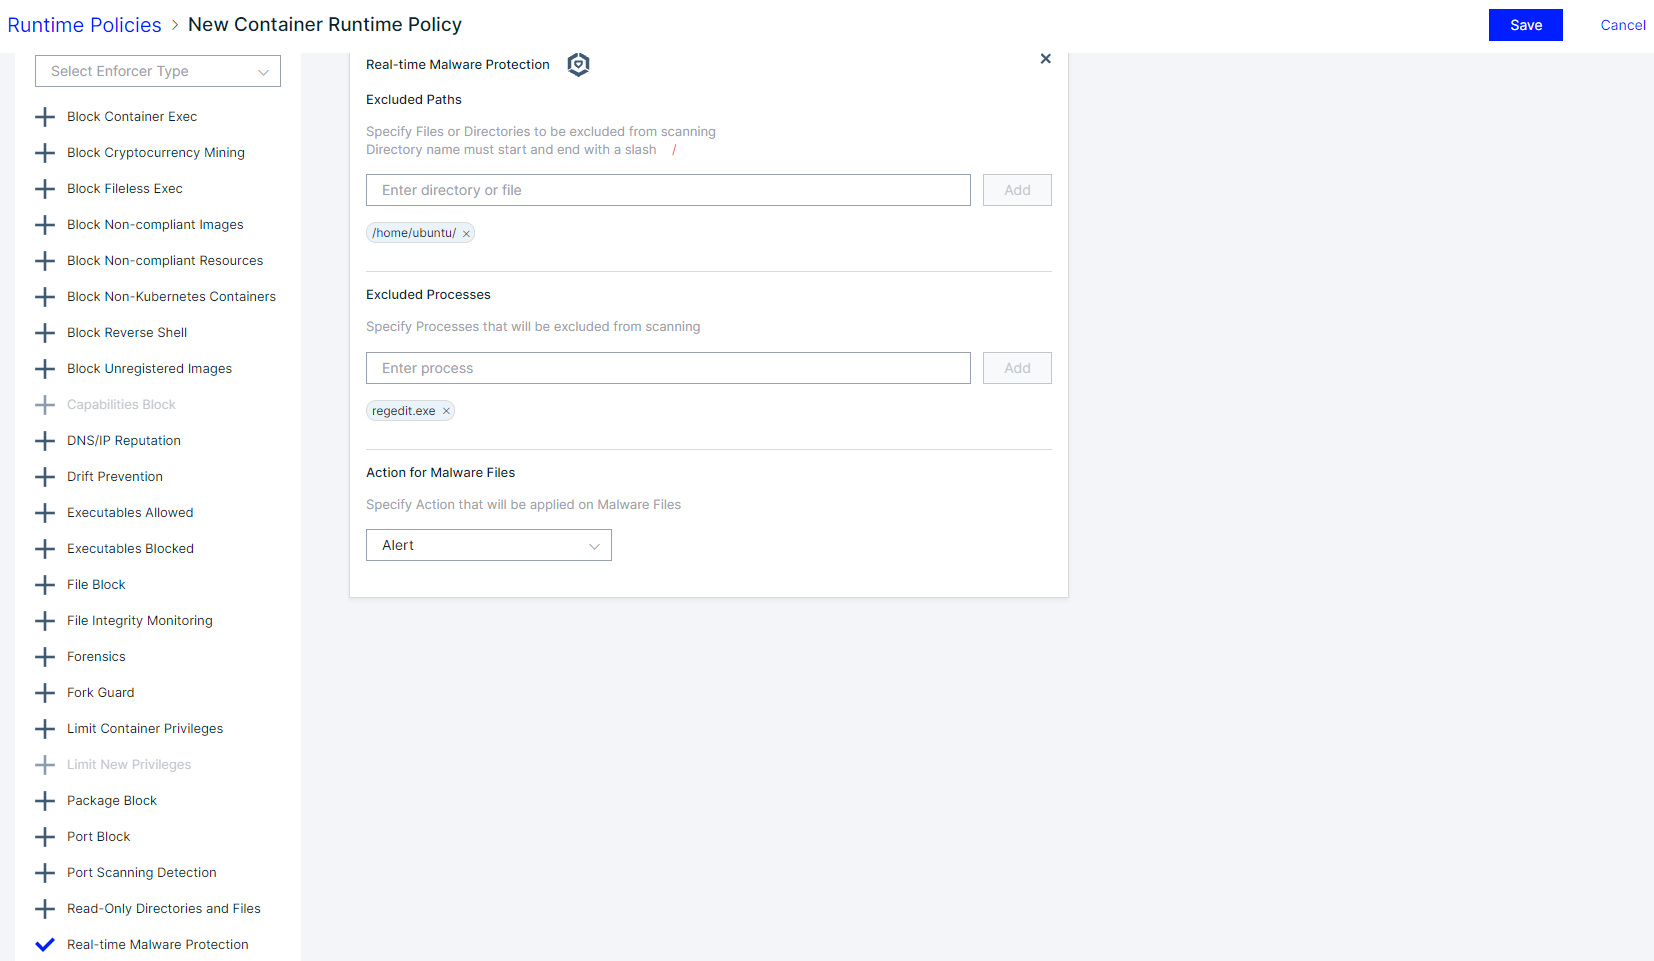 Runtime Policies > New Container Runtime Policy
Save
Cancel
Select Enforcer Type
Block Container Exec
Block Cryptocurrency Mining
Block Fileless Exec
Block Non-compliant Images
Block Non-compliant Resources
Block Non-Kubernetes Containers
Block Reverse Shell
Block Unregistered Images
Capabilities Block
DNS/IP Reputation
Drift Prevention
Executables Allowed
Executables Blocked
File Block
File Integrity Monitoring
Forensics
Fork Guard
Limit Container Privileges
Limit New Privileges
Package Block
Port Block
Port Scanning Detection
Read-Only Directories and Files
Real-time Malware Protection
Real-time Malware Protection
Excluded Paths
Specify Files or Directories to be excluded from scanning
Directory name must start and end with a slash /
Enter directory or file
Add
/home/ubuntu/ ×
Excluded Processes
Specify Processes that will be excluded from scanning
Enter process
Add
regedit.exe ×
Action for Malware Files
Specify Action that will be applied on Malware Files
Alert